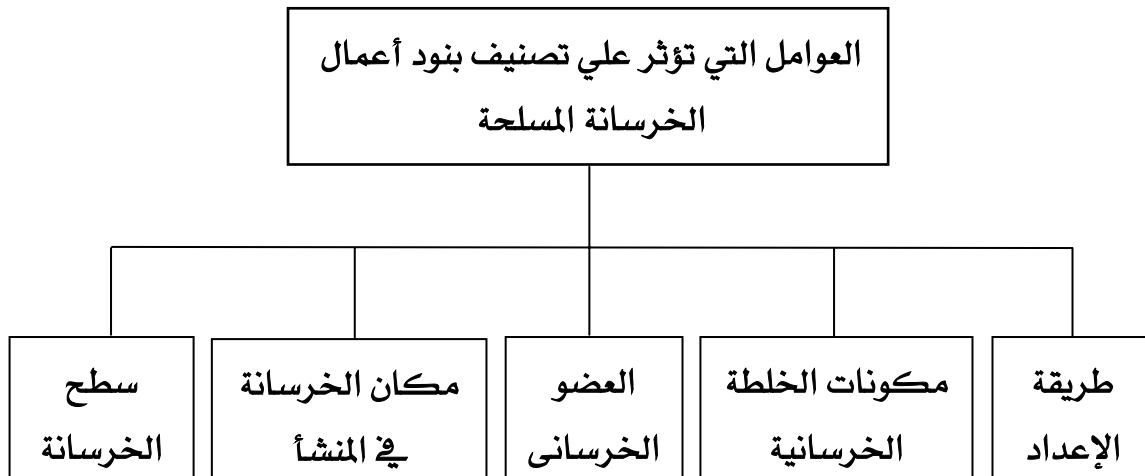 العوامل التي تؤثر علي تصنيف بنود أعمال
الخرسانة المسلحة
طريقة
الإعداد
مكونات الخلطة
الخرسانية
العضو
الخرسانى
مكان الخرسانة
في المنشأ
سطح
الخرسانة